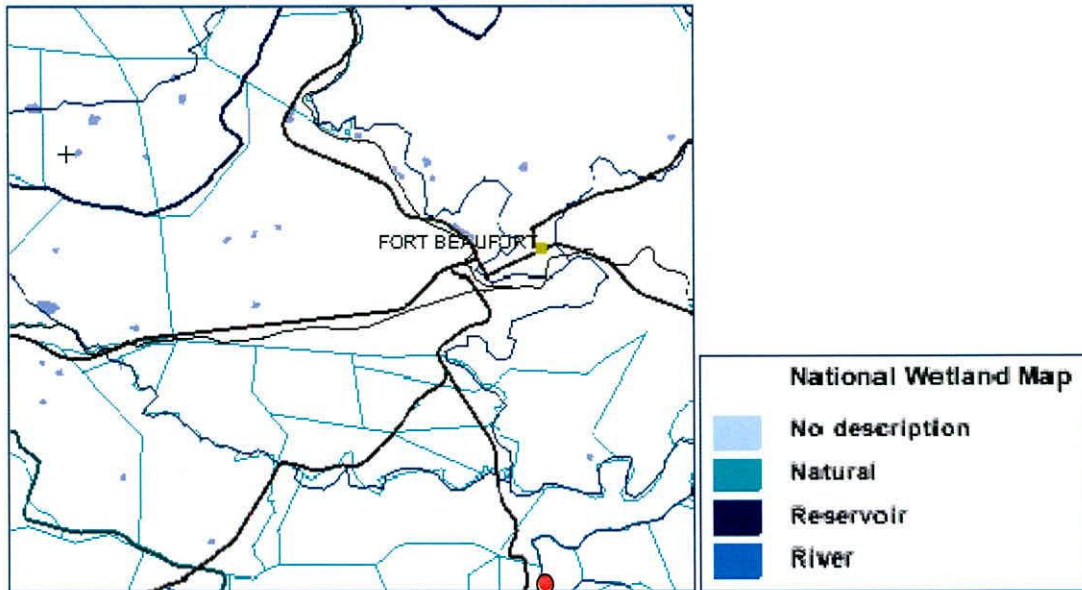 FORT BEAUFORT
National Wetland Map
No description
Natural
Reservoir
River